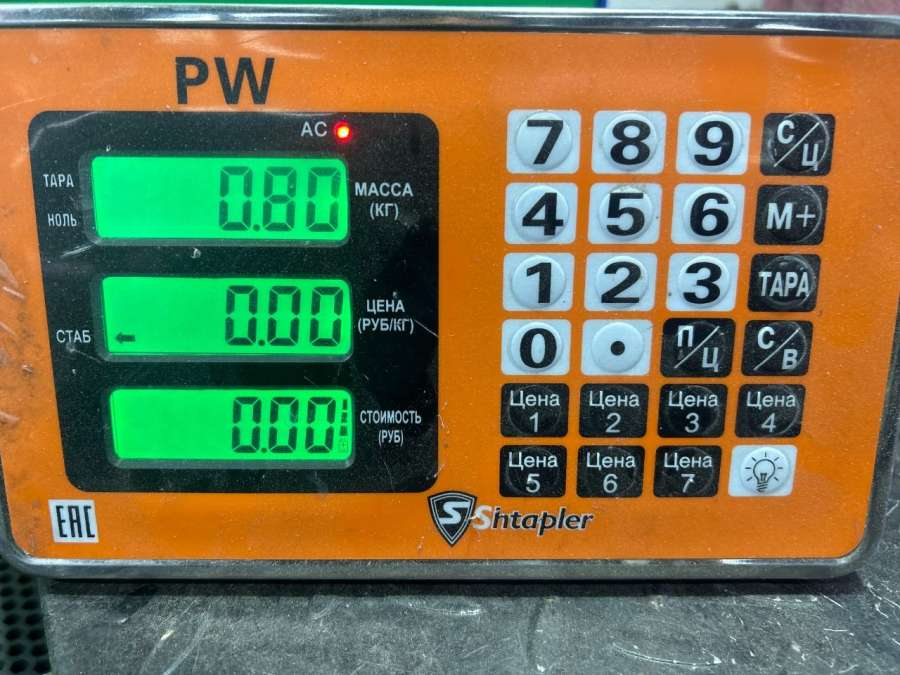 PW
AC
ТАРА
НОЛЬ
0.80
МАССА
(КГ)
СТАБ
0.00
ЦЕНА
(РУБ/КГ)
0.00
СТОИМОСТЬ
(РУБ)
7 8 9 С/Ц
4 5 6 М+
1 2 3 ТАРА
0 . П/Ц С/В
Цена 1 Цена 2 Цена 3 Цена 4
Цена 5 Цена 6 Цена 7
EAC
S-Shtapler